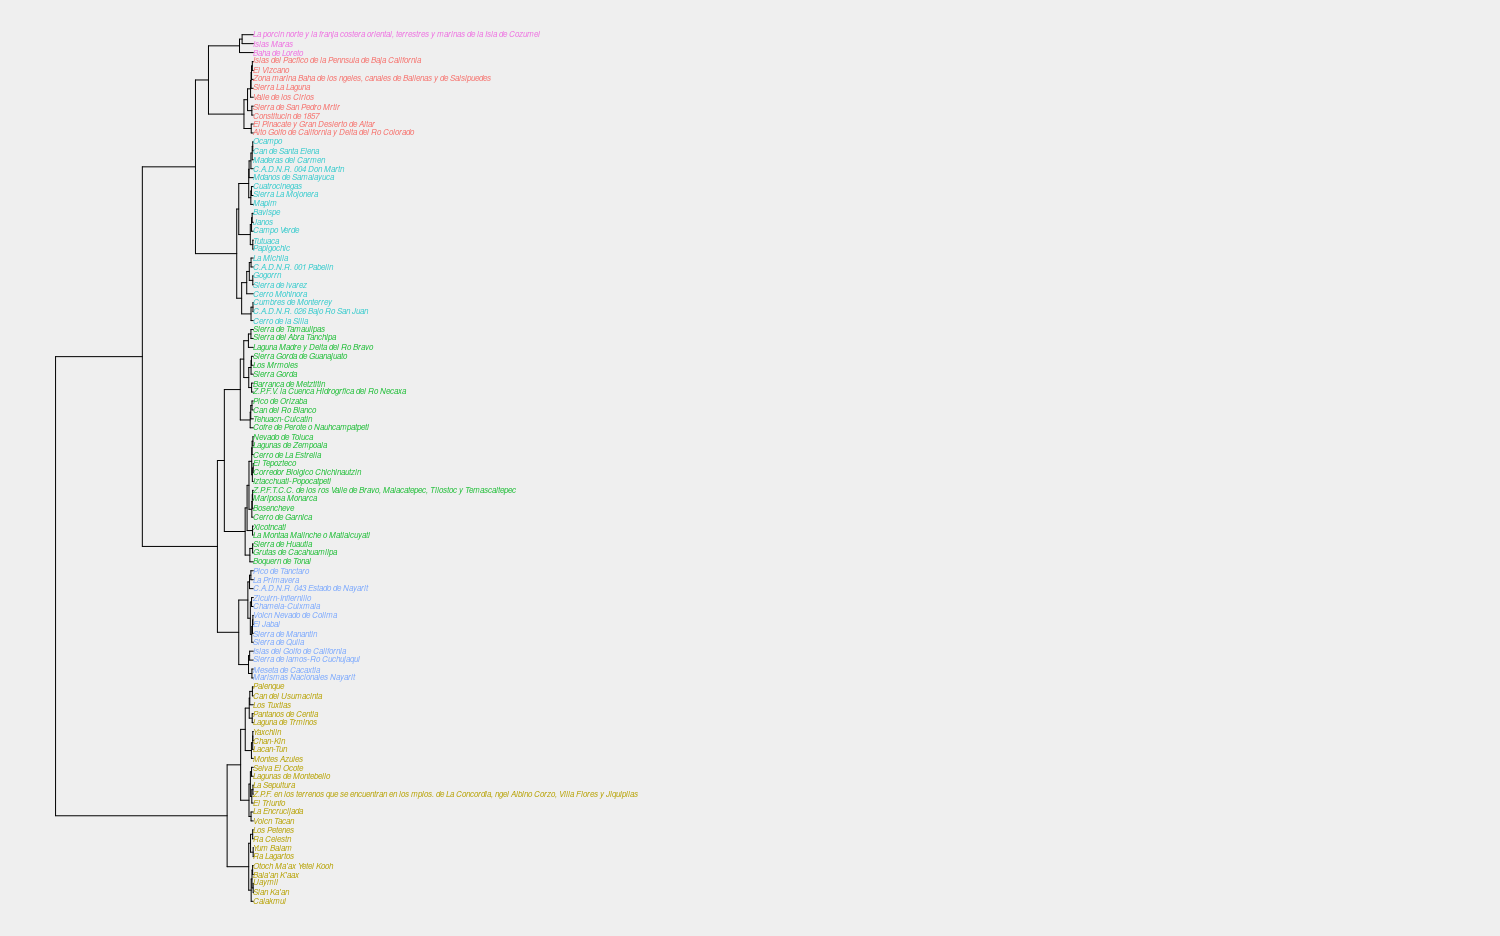 La porcin norte y la franja costera oriental, terrestres y marinas de la Isla de Cozumel
Islas Maras
Baha de Loreto
Islas del Pacfico de la Pennsula de Baja California
El Vizcano
Zona marina Baha de los ngeles, canales de Ballenas y de Salsipuedes
Sierra La Laguna
Valle de los Cirios
Sierra de San Pedro Mrtir
Constitucin de 1857
El Pinacate y Gran Desierto de Altar
Alto Golfo de California y Delta del Ro Colorado
Ocampo
Can de Santa Elena
Maderas del Carmen
C.A.D.N.R. 004 Don Martn
Mdanos de Samalayuca
Cuatrocinegas
Sierra La Mojonera
Mapim
Bavispe
Janos
Campo Verde
Tutuaca
Papigochic
La Michila
C.A.D.N.R. 001 Pabelln
Gogorrn
Sierra de lvarez
Cerro Mohinora
Cumbres de Monterrey
C.A.D.N.R. 026 Bajo Ro San Juan
Cerro de la Silla
Sierra de Tamaulipas
Sierra del Abra Tanchipa
Laguna Madre y Delta del Ro Bravo
Sierra Gorda de Guanajuato
Los Mrmoles
Sierra Gorda
Barranca de Metztitln
Z.P.F.V. la Cuenca Hidrogrfica del Ro Necaxa
Pico de Orizaba
Can del Ro Blanco
Tehuacn-Cuicatln
Cofre de Perote o Nauhcampatpetl
Nevado de Toluca
Lagunas de Zempoala
Cerro de La Estrella
El Tepozteco
Corredor Biolgico Chichinautzin
Iztacchuatl-Popocatpetl
Z.P.F.T.C.C. de los ros Valle de Bravo, Malacatepec, Tilostoc y Temascaltepec
Mariposa Monarca
Bosencheve
Cerro de Garnica
Xicotncatl
La Montaa Malinche o Matlalcuyatl
Sierra de Huautla
Grutas de Cacahuamilpa
Boquern de Tonal
Pico de Tanctaro
La Primavera
C.A.D.N.R. 043 Estado de Nayarit
Zicuirn-Infiernillo
Chamela-Cuixmala
Volcn Nevado de Colima
El Jabal
Sierra de Manantln
Sierra de Quila
Islas del Golfo de California
Sierra de lamos-Ro Cuchujaqui
Meseta de Cacaxtla
Marismas Nacionales Nayarit
Palenque
Can del Usumacinta
Los Tuxtlas
Pantanos de Centla
Laguna de Trminos
Yaxchiln
Chan-Kin
Lacan-Tun
Montes Azules
Selva El Ocote
Lagunas de Montebello
La Sepultura
Z.P.F. en los terrenos que se encuentran en los mpios. de La Concordia, ngel Albino Corzo, Villa Flores y Jiquipilas
El Triunfo
La Encrucijada
Volcn Tacan
Los Petenes
Ra Celestn
Yum Balam
Ra Lagartos
Otoch Ma'ax Yetel Kooh
Bala'an K'aax
Uaymil
Sian Ka'an
Calakmul